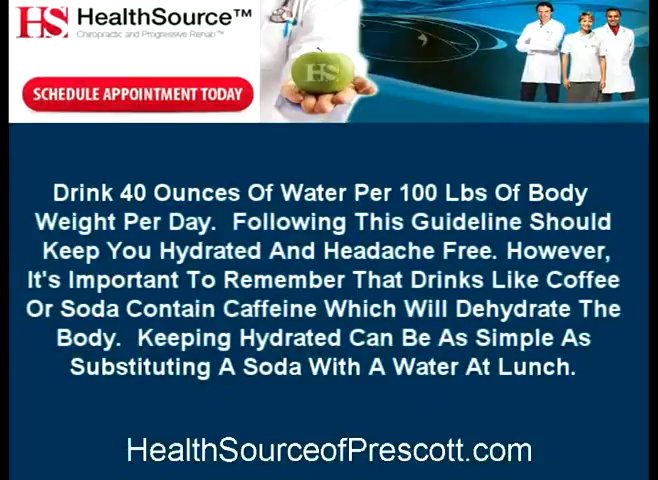 HS HealthSource™
Chiropractic and Progressive Rehab™
SCHEDULE APPOINTMENT TODAY
HS
Drink 40 Ounces Of Water Per 100 Lbs Of Body
Weight Per Day. Following This Guideline Should
Keep You Hydrated And Headache Free. However,
It's Important To Remember That Drinks Like Coffee
Or Soda Contain Caffeine Which Will Dehydrate The
Body. Keeping Hydrated Can Be As Simple As
Substituting A Soda With A Water At Lunch.
HealthSourceofPrescott.com